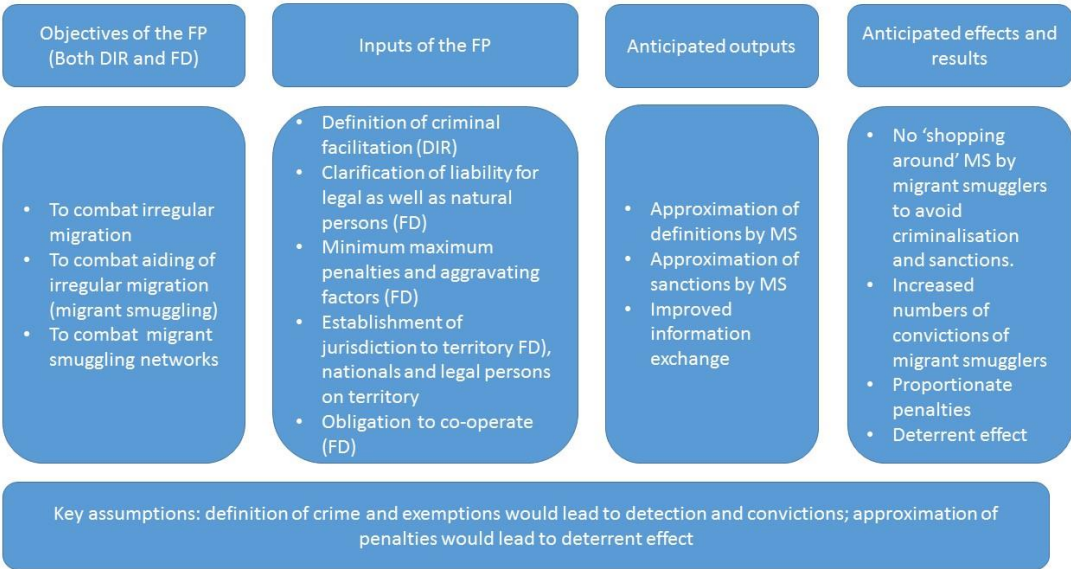 Objectives of the FP
(Both DIR and FD)
Inputs of the FP
Anticipated outputs
Anticipated effects and
results
• To combat irregular
migration
• To combat aiding of
irregular migration
(migrant smuggling)
• To combat migrant
smuggling networks
• Definition of criminal
facilitation (DIR)
• Clarification of liability for
legal as well as natural
persons (FD)
• Minimum maximum
penalties and aggravating
factors (FD)
• Establishment of
jurisdiction to territory FD),
nationals and legal persons
on territory
• Obligation to co-operate
(FD)
• Approximation of
definitions by MS
• Approximation of
sanctions by MS
• Improved
information
exchange
• No ‘shopping
around’ MS by
migrant smugglers
to avoid
criminalisation
and sanctions.
• Increased
numbers of
convictions of
migrant smugglers
• Proportionate
penalties
• Deterrent effect
Key assumptions: definition of crime and exemptions would lead to detection and convictions; approximation of
penalties would lead to deterrent effect